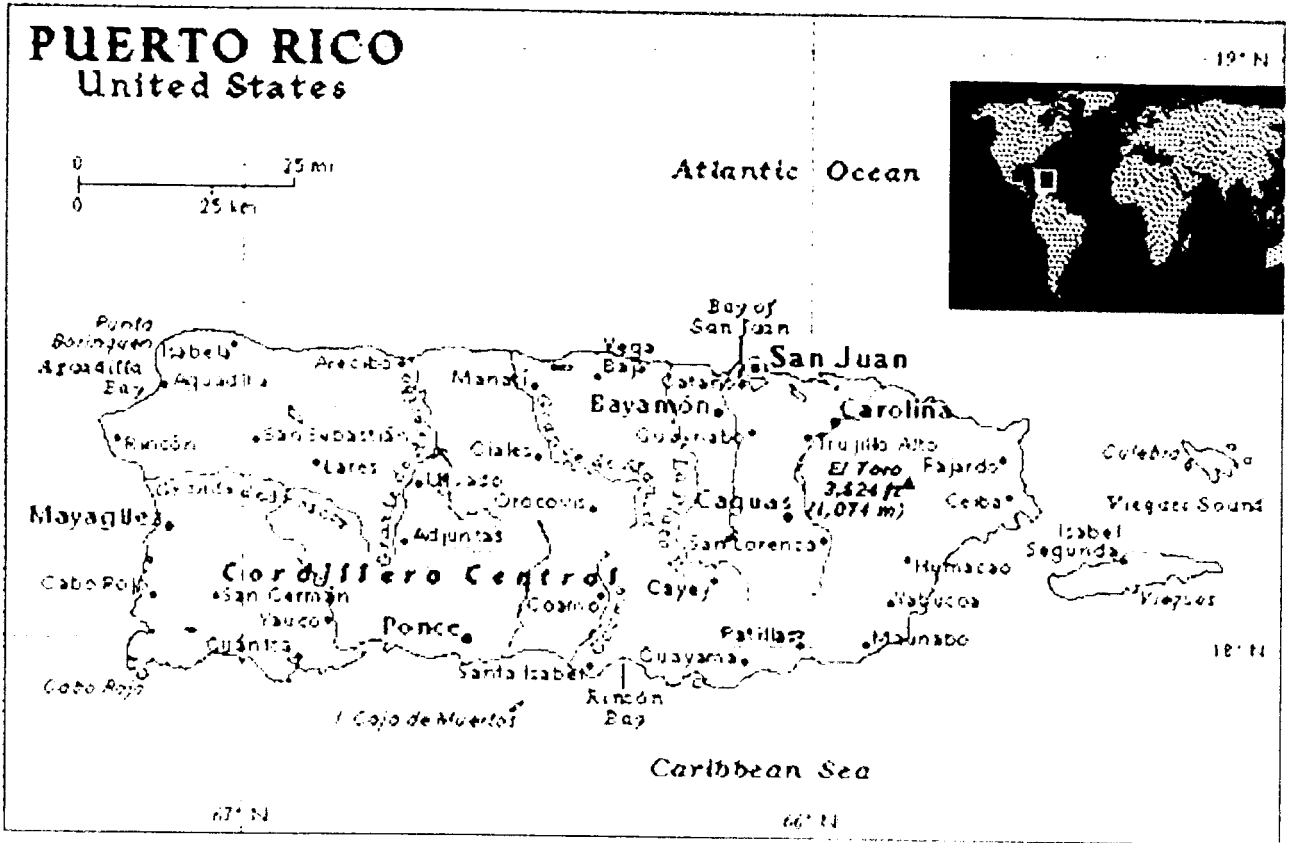 PUERTO RICO
United States
19° N
0 25 mi
0 25 km
Atlantic Ocean
Bay of
San Juan
Punta
Borinquen
Isabela
Aguadilla
Bay
Aguadilla
Arecibo
Manatí
Vega
Baja
Cataño
San Juan
Bayamón
Carolina
Rincón
San Sebastián
Ciales
Guaynabo
Trujillo Alto
Lares
Utuado
El Toro
3,524 ft
(1,074 m)
Fajardo
Culebra
Orocovis
Caguas
Ceiba
Vieques Sound
Mayagüez
Adjuntas
San Lorenzo
Isabel
Segunda
Cordillero Central
Humacao
Cabo Rojo
San Germán
Coamo
Cayey
Vieques
Yabucoa
Yauco
Ponce
Patillas
Maunabo
Guánica
Guayama
18° N
Santa Isabel
Cabo Rojo
Rincón
Bay
I. Caja de Muertos
Caribbean Sea
67° N
66° N